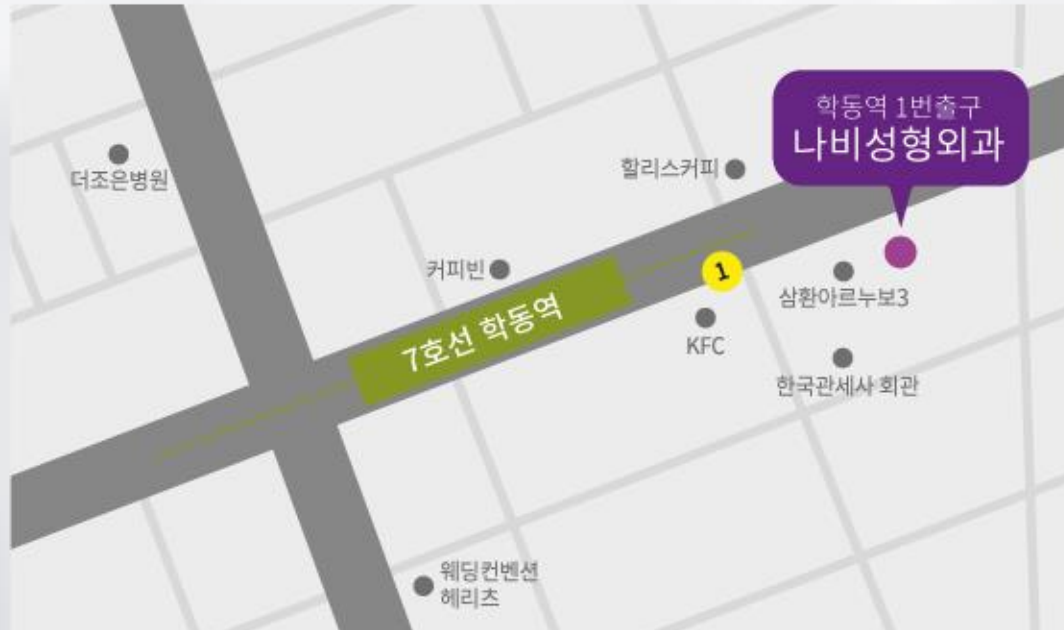 학동역 1번출구
나비성형외과
더조은병원
할리스커피
커피빈
1
삼환아르누보3
7호선 학동역
KFC
한국관세사 회관
웨딩컨벤션
헤리츠